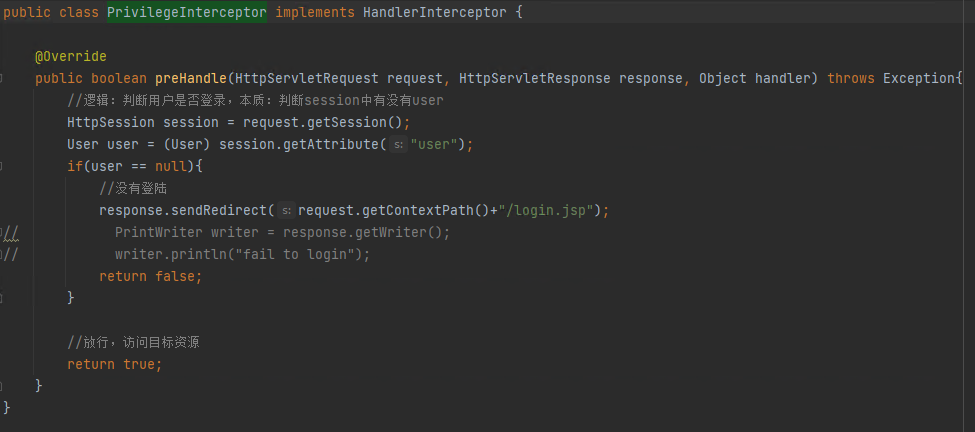 public class PrivilegeInterceptor implements HandlerInterceptor {
@Override
public boolean preHandle(HttpServletRequest request, HttpServletResponse response, Object handler) throws Exception{
//逻辑：判断用户是否登录，本质：判断session中有没有user
HttpSession session = request.getSession();
User user = (User) session.getAttribute( s: "user");
if(user == null){
//没有登陆
response.sendRedirect( s: request.getContextPath()+"/login.jsp");
// PrintWriter writer = response.getWriter();
// writer.println("fail to login");
return false;
}
//放行，访问目标资源
return true;
}
}